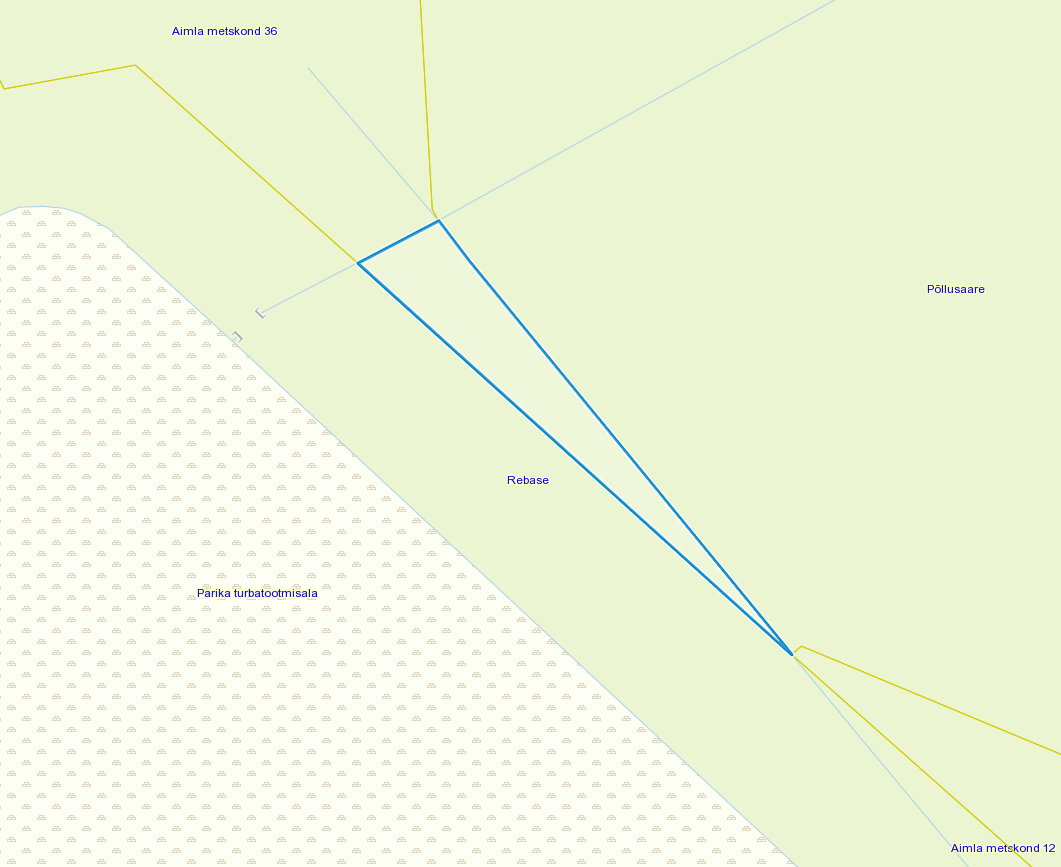 Aimla metskond 36
Põllusaare
Rebase
Parika turbatootmisala
Aimla metskond 12